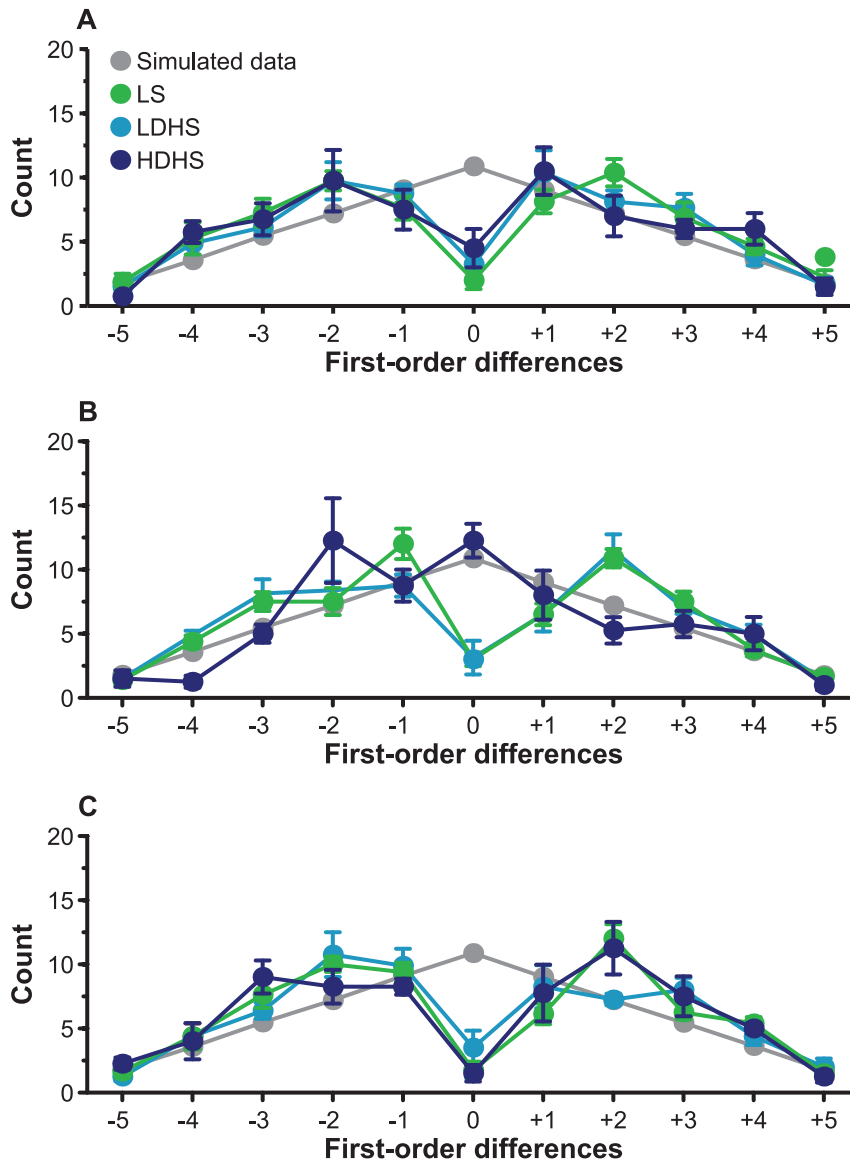 A
20
Simulated data
LS
15
LDHS
HDHS
Count
10
5
0
-5 -4 -3 -2 -1 0 +1 +2 +3 +4 +5
First-order differences
B
20
15
Count
10
5
0
-5 -4 -3 -2 -1 0 +1 +2 +3 +4 +5
First-order differences
C
20
15
Count
10
5
0
-5 -4 -3 -2 -1 0 +1 +2 +3 +4 +5
First-order differences